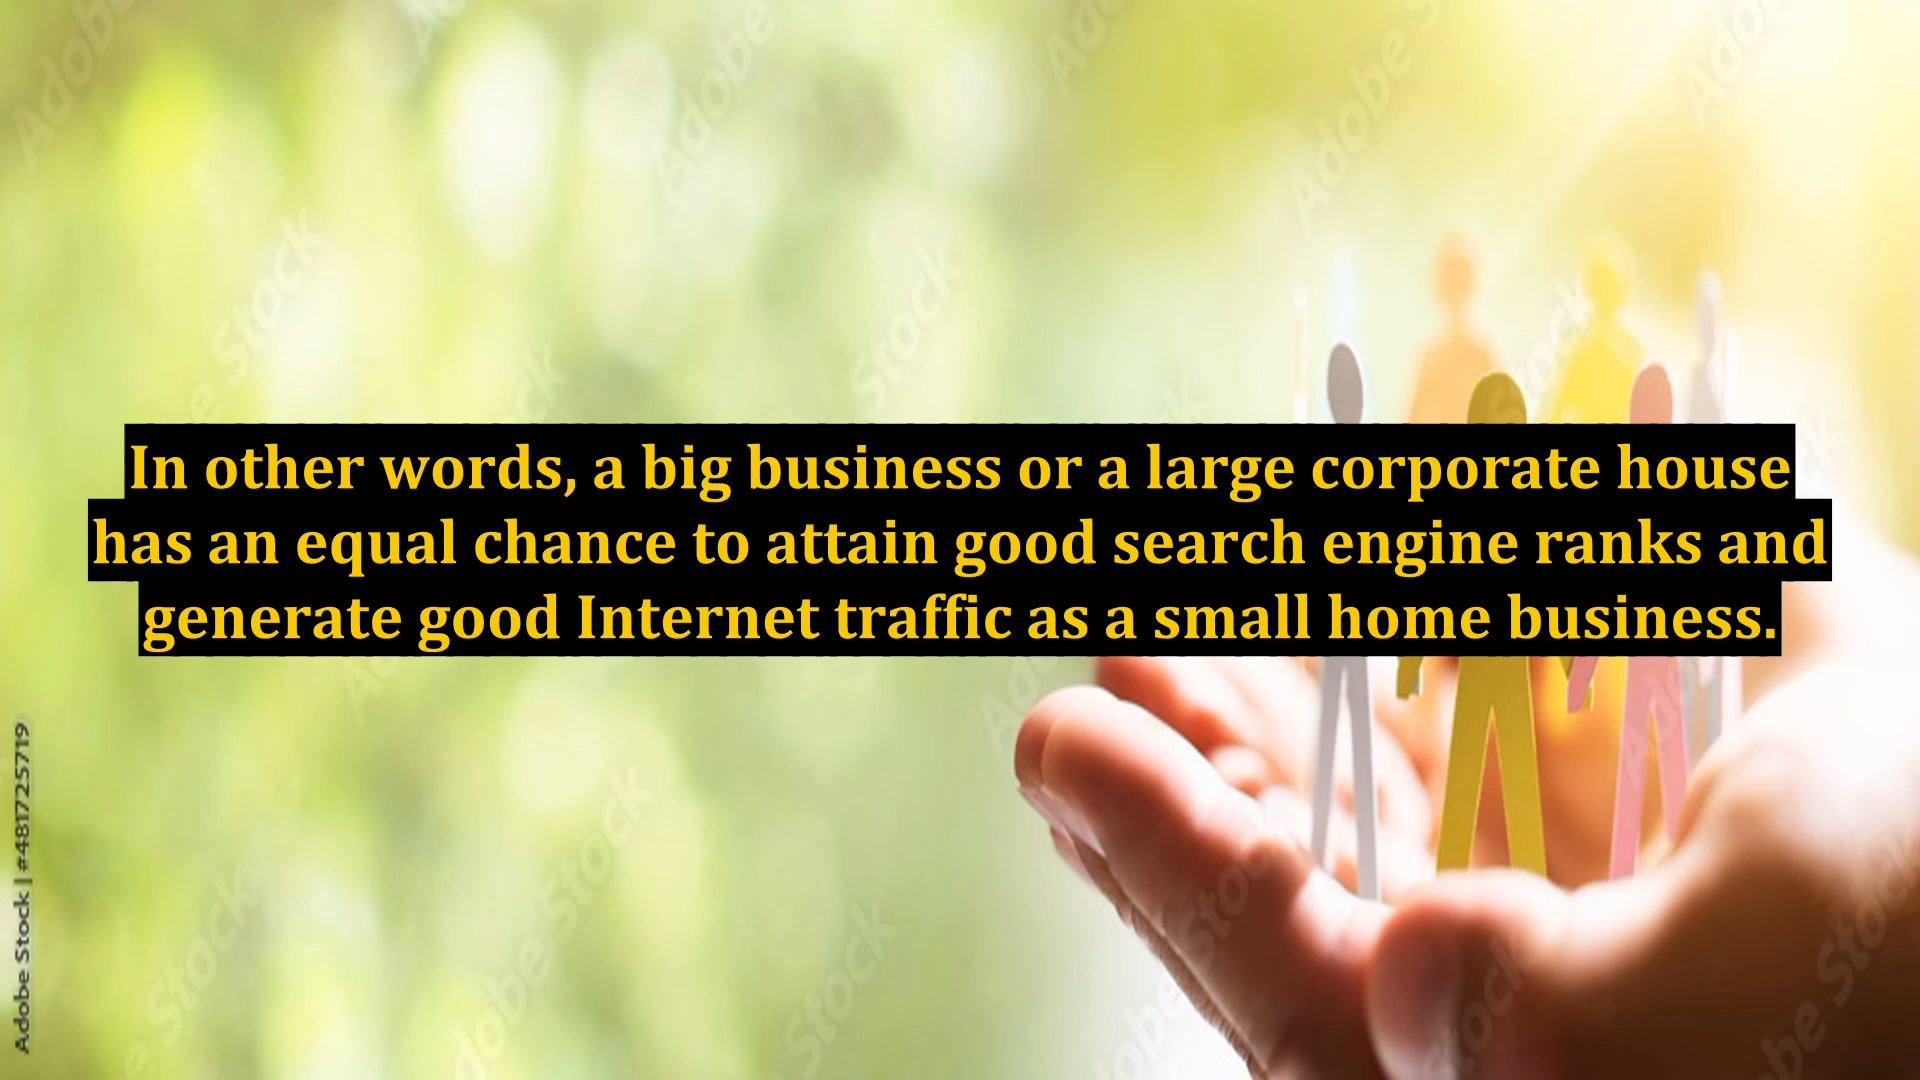 In other words, a big business or a large corporate house
has an equal chance to attain good search engine ranks and
generate good Internet traffic as a small home business.
Adobe Stock | #4817225719